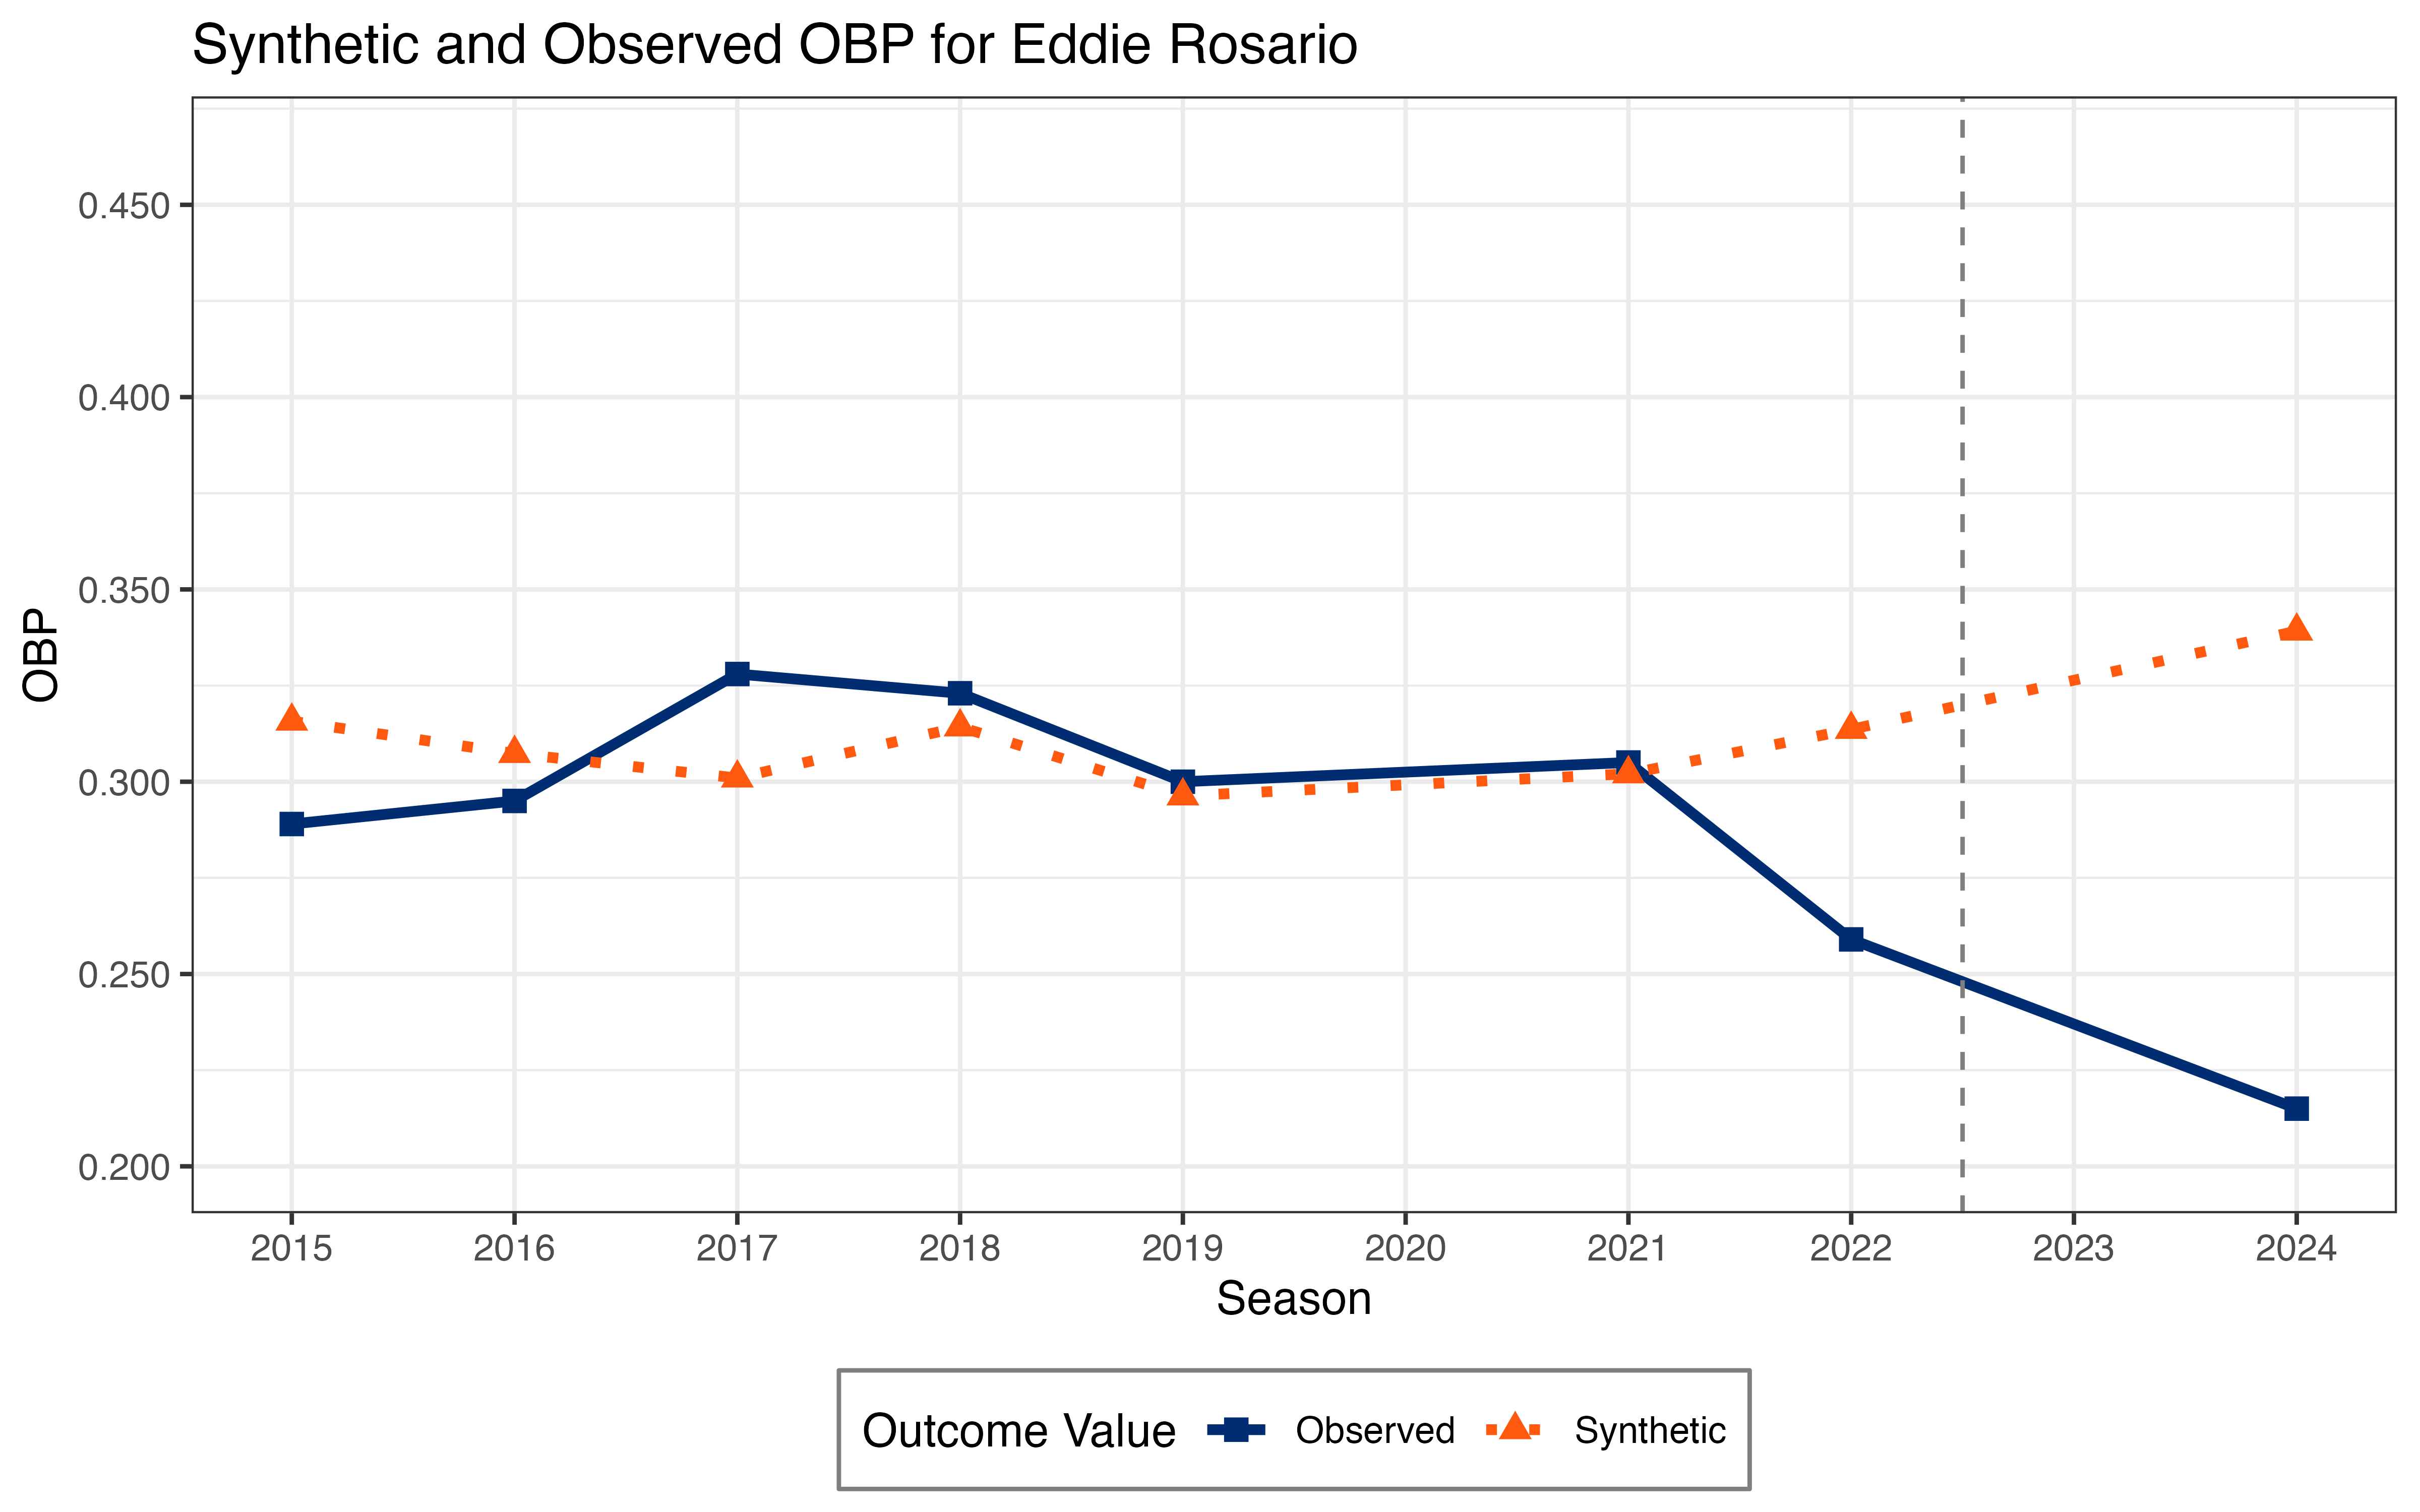 Synthetic and Observed OBP for Eddie Rosario
0.450
0.400
0.350
0.300
0.250
0.200
OBP
2015 2016 2017 2018 2019 2020 2021 2022 2023 2024
Season
Outcome Value Observed Synthetic